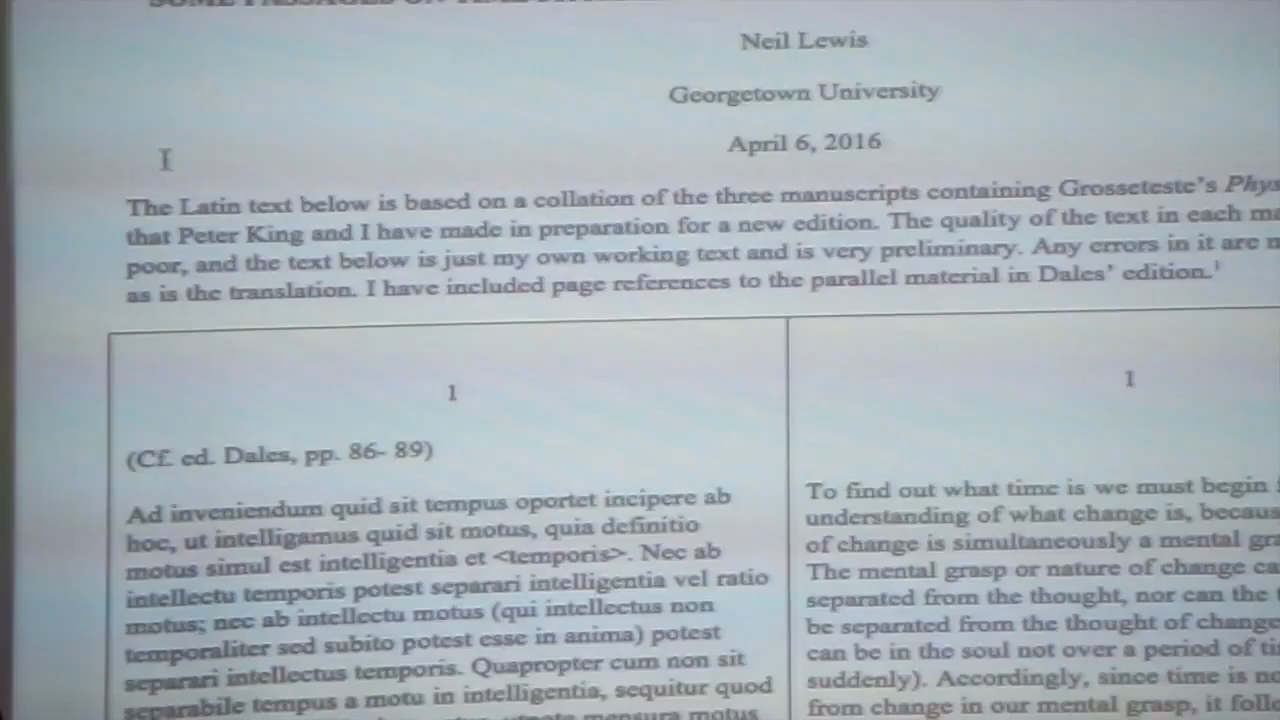 SOME PASSAGES ON TIME
Neil Lewis
Georgetown University
April 6, 2016
The Latin text below is based on a collation of the three manuscripts containing Grosseteste's
that Peter King and I have made in preparation for a new edition. The quality of the text in each
poor, and the text below is just my own working text and is very preliminary. Any errors in it are
as is the translation. I have included page references to the parallel material in Dales' edition.¹
1
(Cf. ed. Dales, pp. 86- 89)
Ad inveniendum quid sit tempus oportet incipere ab
hoc, ut intelligamus quid sit motus, quia definitio
motus simul est intelligentia et <temporis>. Nec ab
intellectu temporis potest separari intelligentia vel ratio
motus; nec ab intellectu motus (qui intellectus non
temporaliter sed subito potest esse in anima) potest
separari intellectus temporis. Quapropter cum non sit
separabile tempus a motu in intelligentia, sequitur quod
mensura motus
1
To find out what time is we must begin
understanding of what change is,
of change is simultaneously a mental
The mental grasp or nature of change
separated from the thought, nor can the
be separated from the thought of change
can be in the soul not over a period of
suddenly). Accordingly, since time is
from change in our mental grasp, it